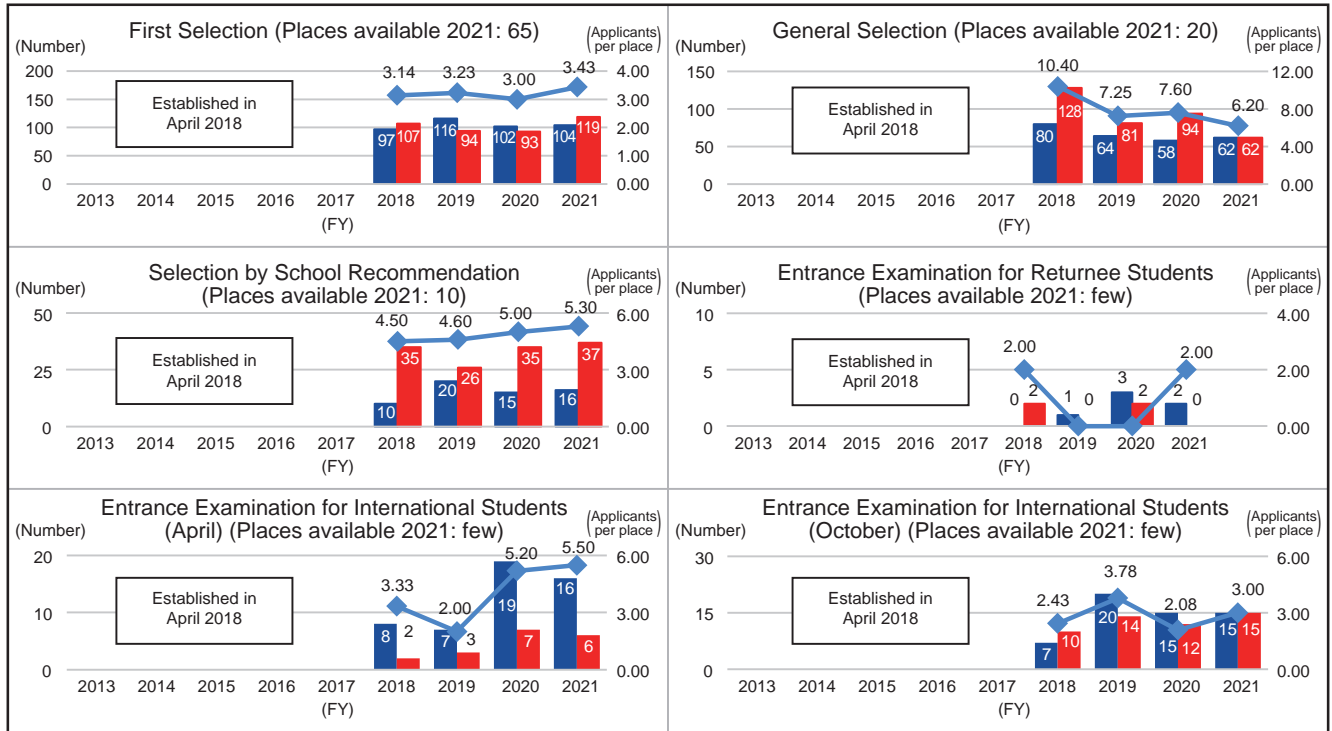 First Selection (Places available 2021: 65)
(Number)
(Applicants per place)
200
150
100
50
0
4.00
3.00
2.00
1.00
0.00
Established in
April 2018
3.14 3.23 3.00 3.43
97 107 116 94 102 93 104 119
2013 2014 2015 2016 2017 2018 2019 2020 2021
(FY)
General Selection (Places available 2021: 20)
(Number)
(Applicants per place)
150
100
50
0
12.00
8.00
4.00
0.00
Established in
April 2018
10.40 7.25 7.60 6.20
80 128 64 81 58 94 62 62
2013 2014 2015 2016 2017 2018 2019 2020 2021
(FY)
Selection by School Recommendation
(Places available 2021: 10)
(Number)
(Applicants per place)
50
25
0
6.00
3.00
0.00
Established in
April 2018
4.50 4.60 5.00 5.30
10 35 20 26 15 35 16 37
2013 2014 2015 2016 2017 2018 2019 2020 2021
(FY)
Entrance Examination for Returnee Students
(Places available 2021: few)
(Number)
(Applicants per place)
10
5
0
4.00
2.00
0.00
Established in
April 2018
2.00 2.00
0 2 1 0 3 2 2 0
2013 2014 2015 2016 2017 2018 2019 2020 2021
(FY)
Entrance Examination for International Students
(April) (Places available 2021: few)
(Number)
(Applicants per place)
20
10
0
6.00
3.00
0.00
Established in
April 2018
3.33 2.00 5.20 5.50
8 2 7 3 19 7 16 6
2013 2014 2015 2016 2017 2018 2019 2020 2021
(FY)
Entrance Examination for International Students
(October) (Places available 2021: few)
(Number)
(Applicants per place)
30
15
0
6.00
3.00
0.00
Established in
April 2018
2.43 3.78 2.08 3.00
7 10 20 14 15 12 15 15
2013 2014 2015 2016 2017 2018 2019 2020 2021
(FY)